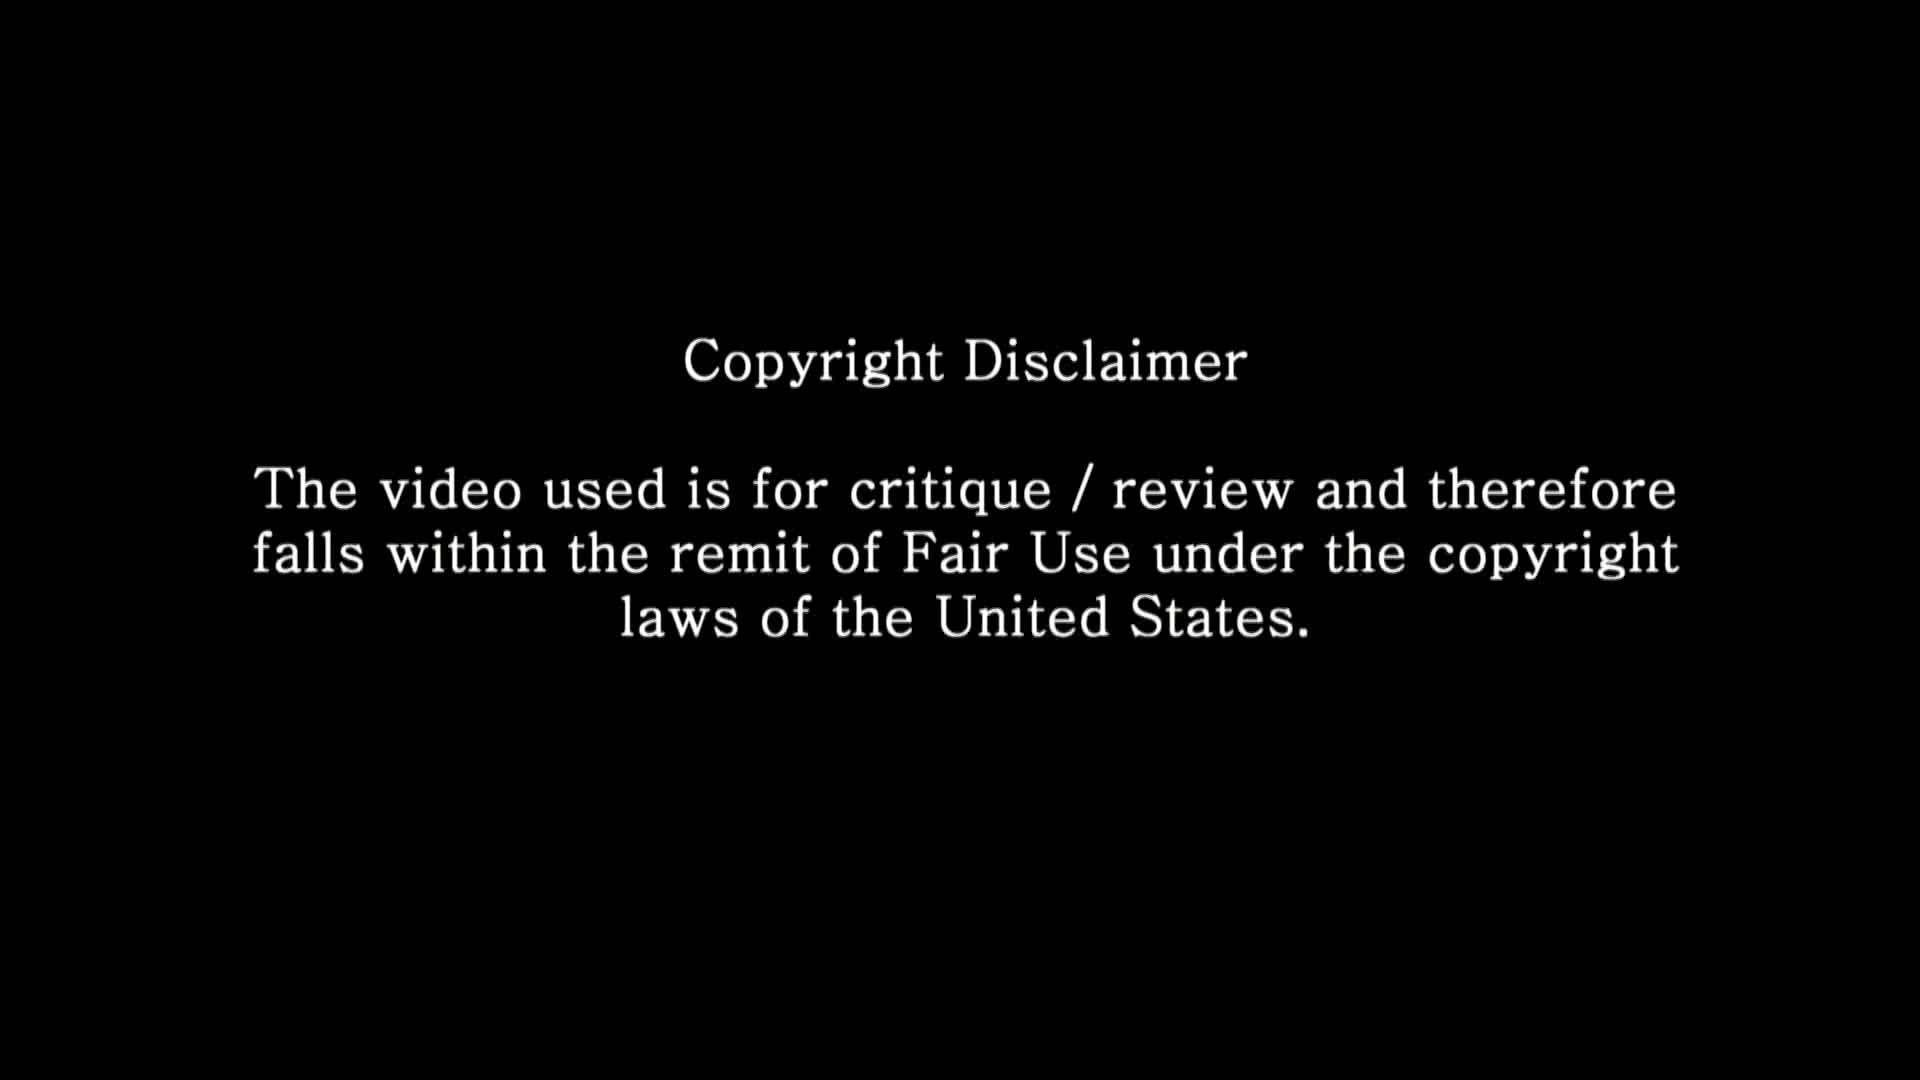 Copyright Disclaimer
The video used is for critique / review and therefore
falls within the remit of Fair Use under the copyright
laws of the United States.